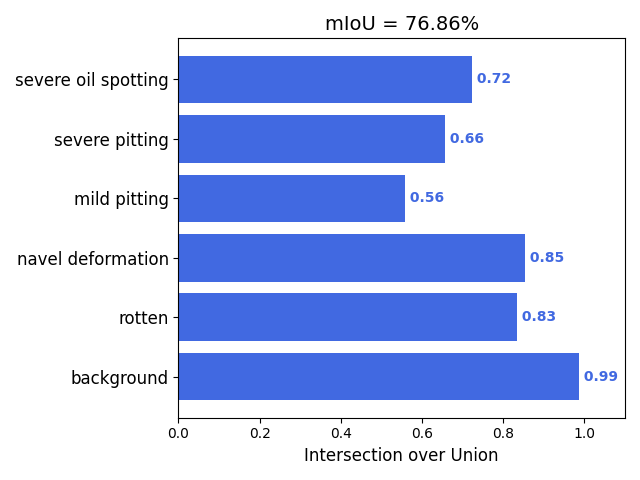 mIoU = 76.86%
severe oil spotting 0.72
severe pitting 0.66
mild pitting 0.56
navel deformation 0.85
rotten 0.83
background 0.99
0.0 0.2 0.4 0.6 0.8 1.0
Intersection over Union